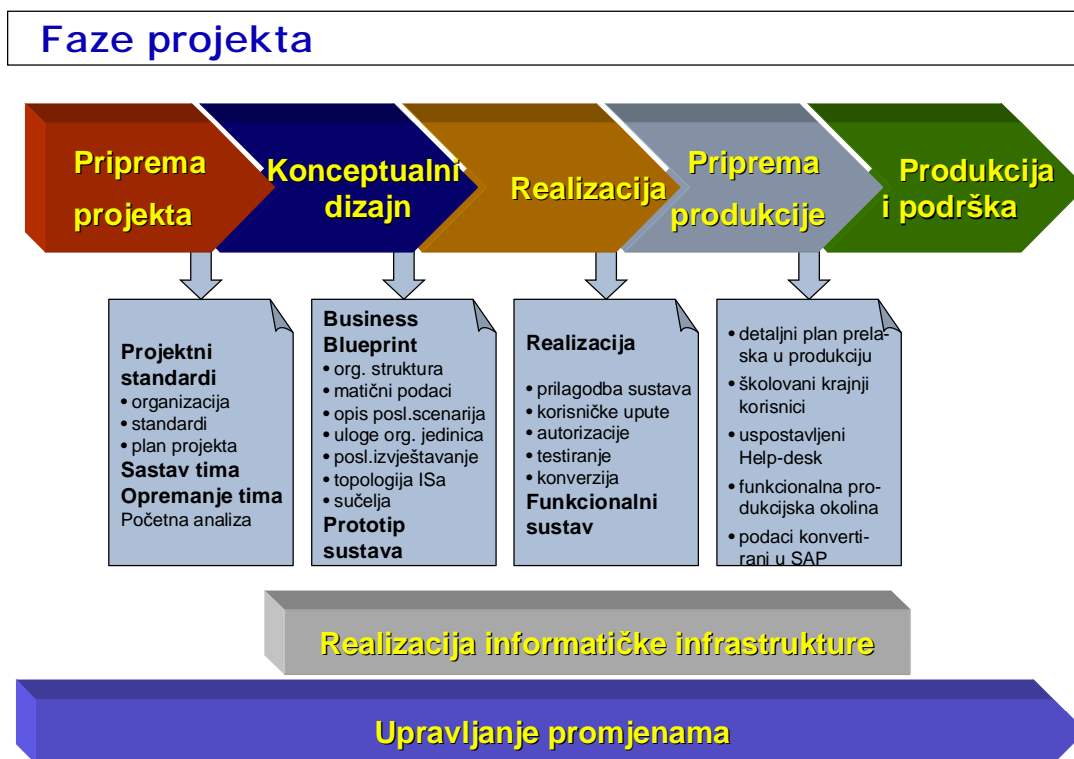 Faze projekta
Priprema
projekta
Konceptualni
dizajn
Realizacija
Priprema
produkcije
Produkcija
i podrška
Projektni
standardi
• organizacija
• standardi
• plan projekta
Sastav tima
Opremanje tima
Početna analiza
Business
Blueprint
• org. struktura
• matični podaci
• opis posl.scenarija
• uloge org. jedinica
• posl.izvještavanje
• topologija ISa
• sučelja
Prototip
sustava
Realizacija
• prilagodba sustava
• korisničke upute
• autorizacije
• testiranje
• konverzija
Funkcionalni
sustav
• detaljni plan prela-
ska u produkciju
• školovani krajnji
korisnici
• uspostavljeni
Help-desk
• funkcionalna pro-
dukcijska okolina
• podaci konverti-
rani u SAP
Realizacija informatičke infrastrukture
Upravljanje promjenama